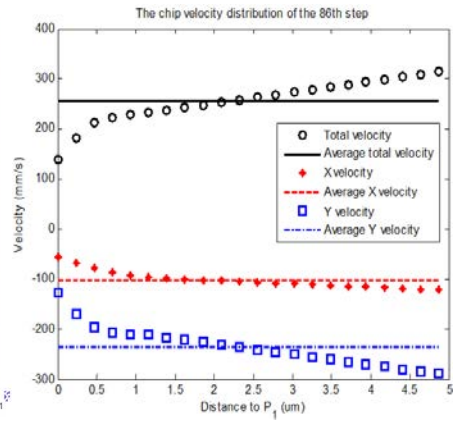 The chip velocity distribution of the 86th step
400
300
200
100
0
-100
-200
-300
Velocity (mm/s)
Total velocity
Average total velocity
X velocity
Average X velocity
Y velocity
Average Y velocity
0 0.5 1 1.5 2 2.5 3 3.5 4 4.5 5
Distance to P1 (um)